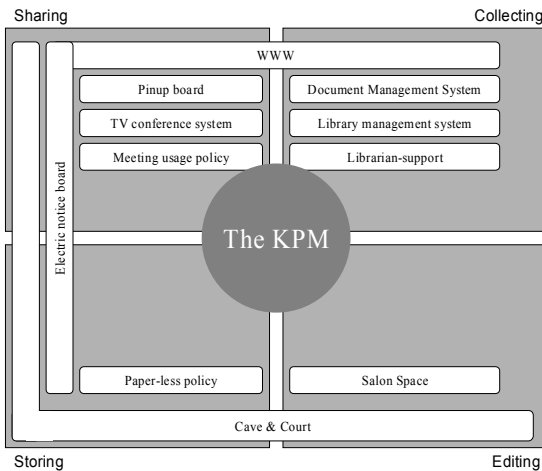 Sharing
Collecting
WWW
Pinup board
Document Management System
TV conference system
Library management system
Meeting usage policy
Librarian-support
Electric notice board
The KPM
Paper-less policy
Salon Space
Cave & Court
Storing
Editing